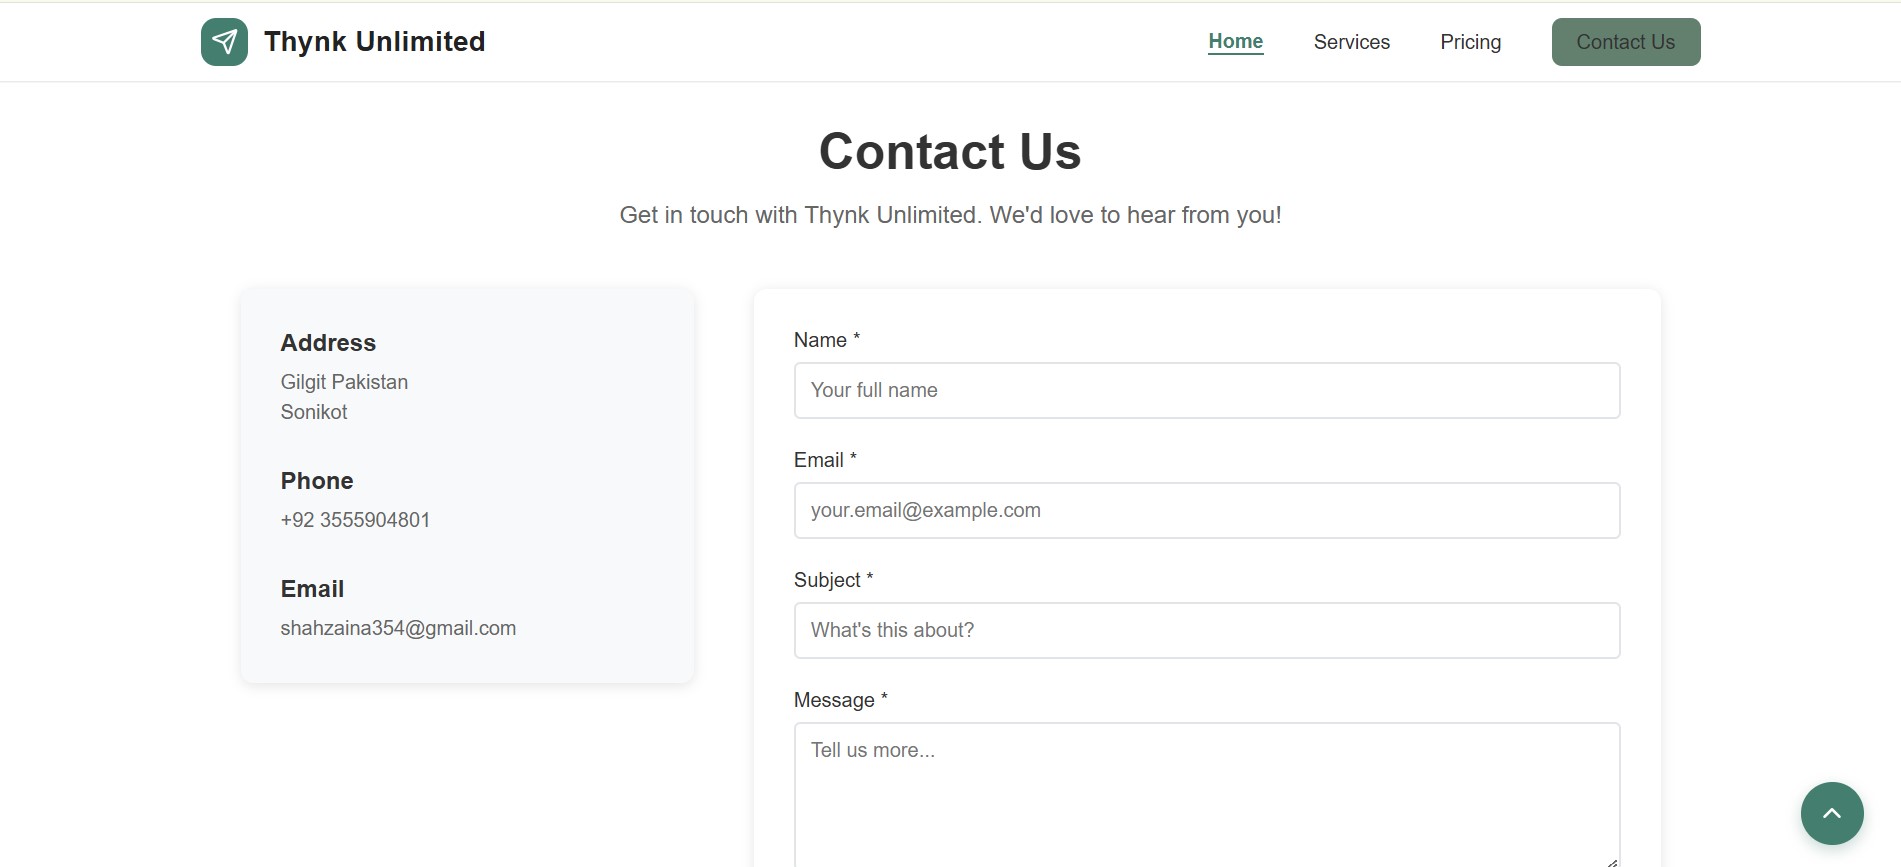 Thynk Unlimited
Home
Services
Pricing
Contact Us
Contact Us
Get in touch with Thynk Unlimited. We'd love to hear from you!
Address
Gilgit Pakistan
Sonikot
Phone
+92 3555904801
Email
shahzaina354@gmail.com
Name *
Your full name
Email *
your.email@example.com
Subject *
What's this about?
Message *
Tell us more...